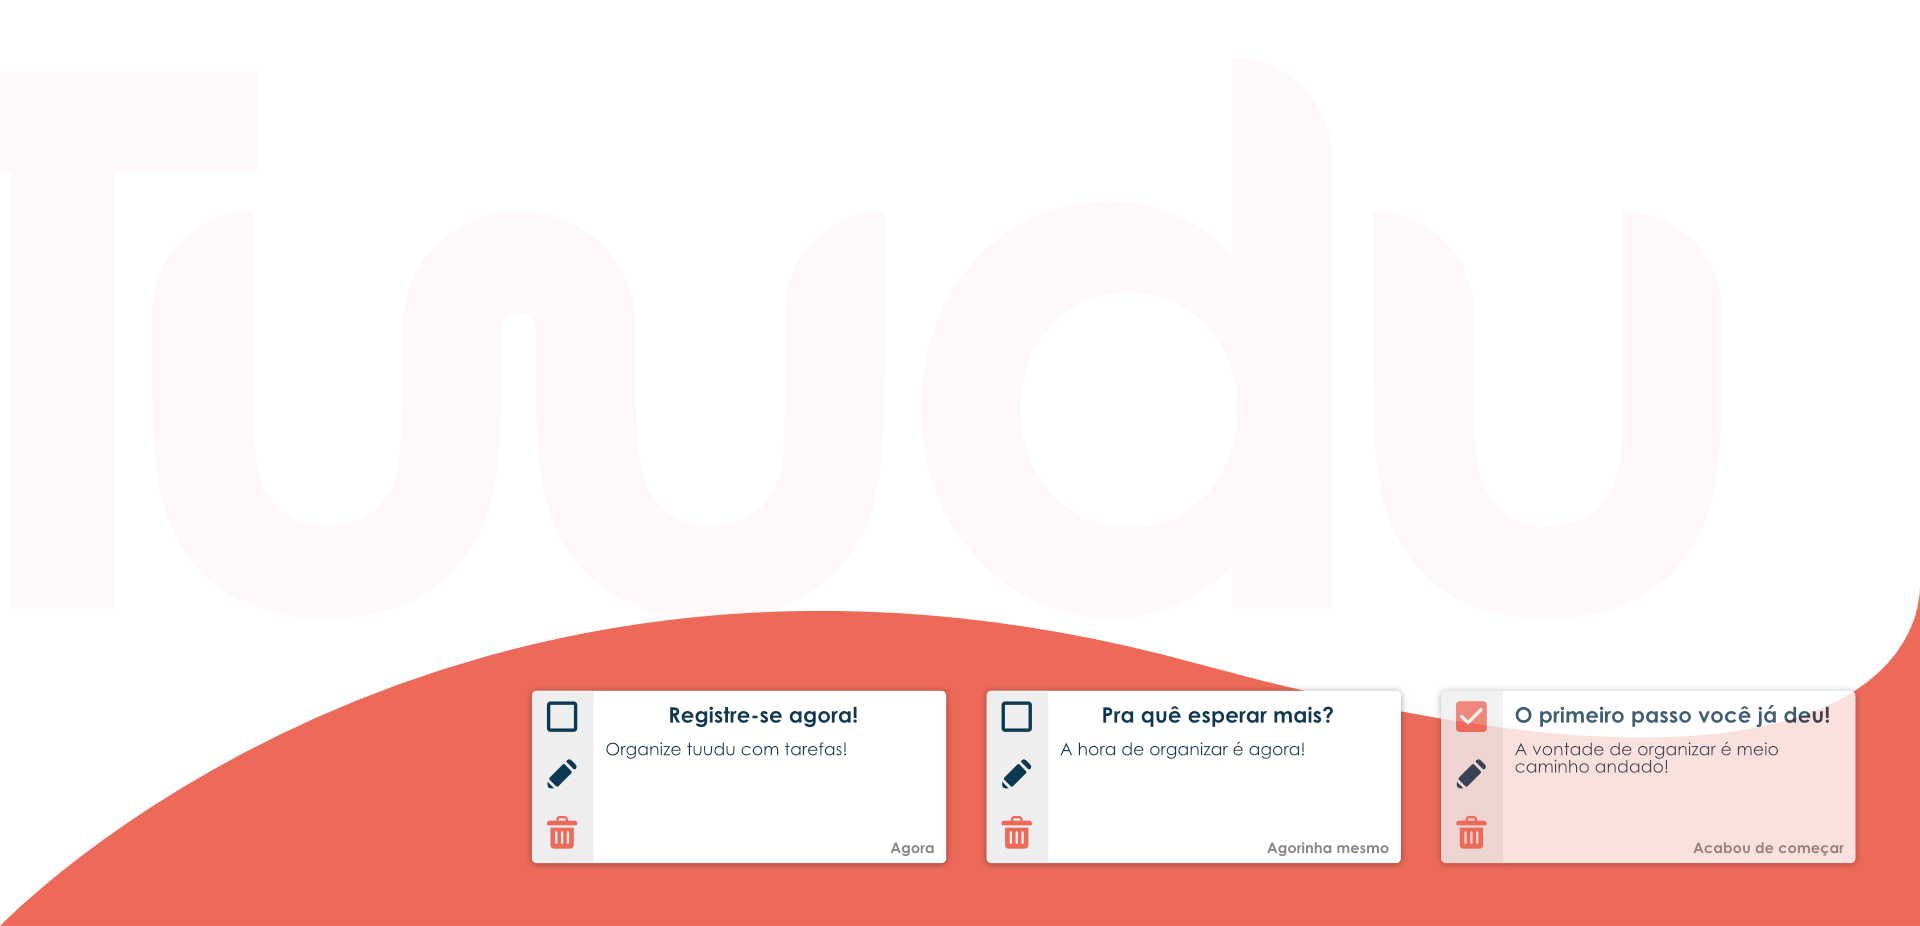 Tuudu
Registre-se agora!
Organize tuudu com tarefas!
Agora
Pra quê esperar mais?
A hora de organizar é agora!
Agorinha mesmo
O primeiro passo você já deu!
A vontade de organizar é meio
caminho andado!
Acabou de começar